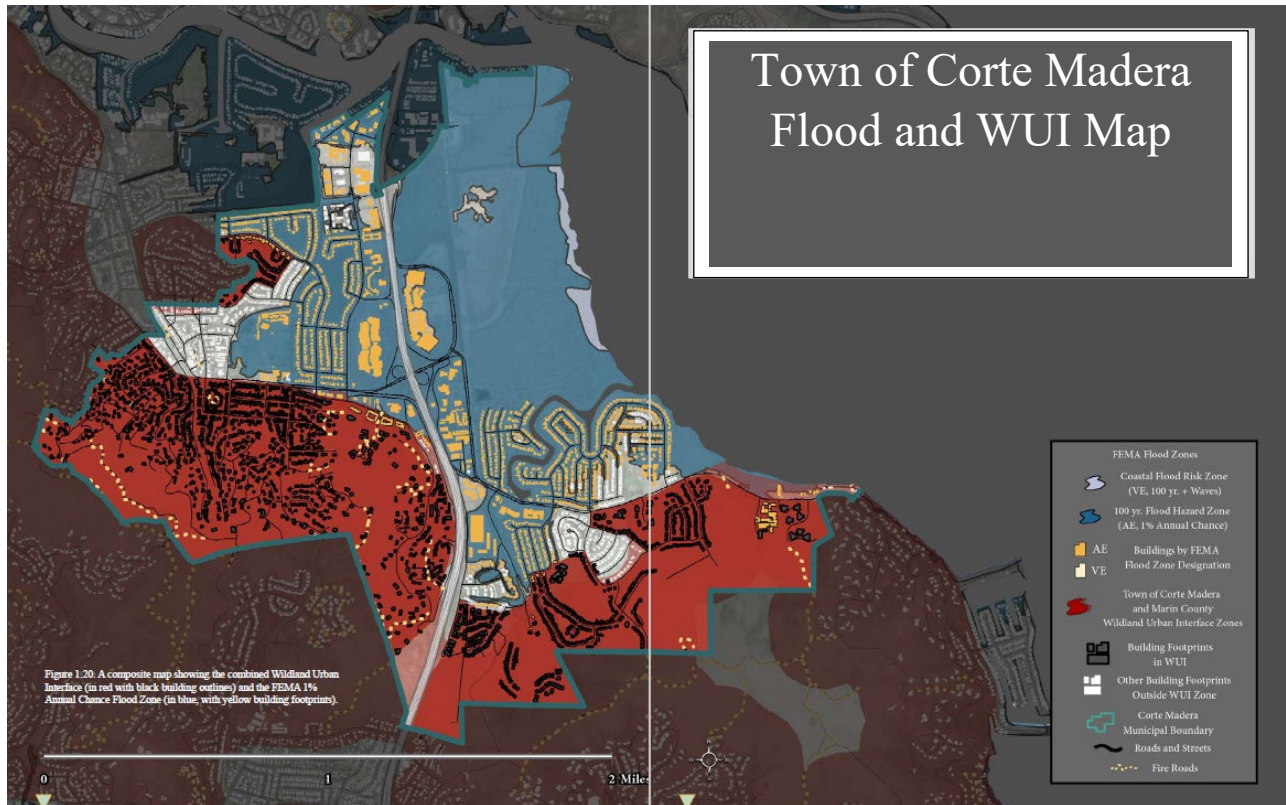 Town of Corte Madera
Flood and WUI Map
FEMA Flood Zones
Coastal Flood Risk Zone
(VE, 100 yr. + Waves)
100 yr. Flood Hazard Zone
(AE, 1% Annual Chance)
AE
VE
Buildings by FEMA
Flood Zone Designation
Town of Corte Madera
and Marin County
Wildland Urban Interface Zones
Building Footprints
in WUI
Other Building Footprints
Outside WUI Zone
Corte Madera
Municipal Boundary
Roads and Streets
Fire Roads
Figure 1:20: A composite map showing the combined Wildland Urban
Interface (in red with black building outlines) and the FEMA 1%
Annual Chance Flood Zone (in blue, with yellow building footprints).
0
1
2 Miles
N
W
E
S